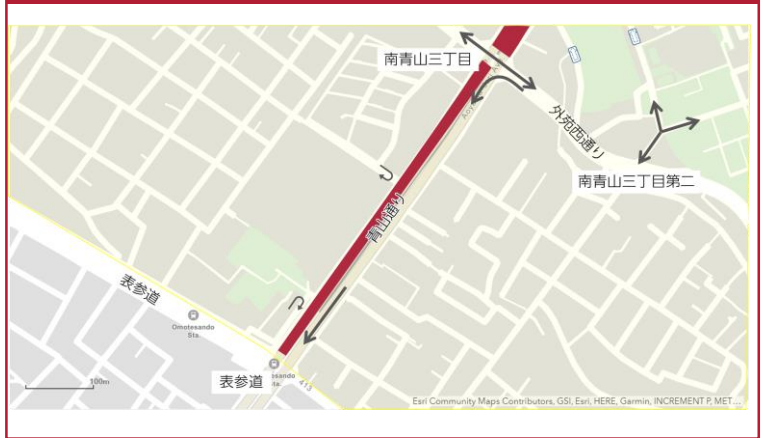 南青山三丁目
外苑西通り
南青山三丁目第二
青山通り
表参道
Omotesando
Sta.
表参道
413
100m
Esri Community Maps Contributors, GSI, Esri, HERE, Garmin, INCREMENT P, MET...